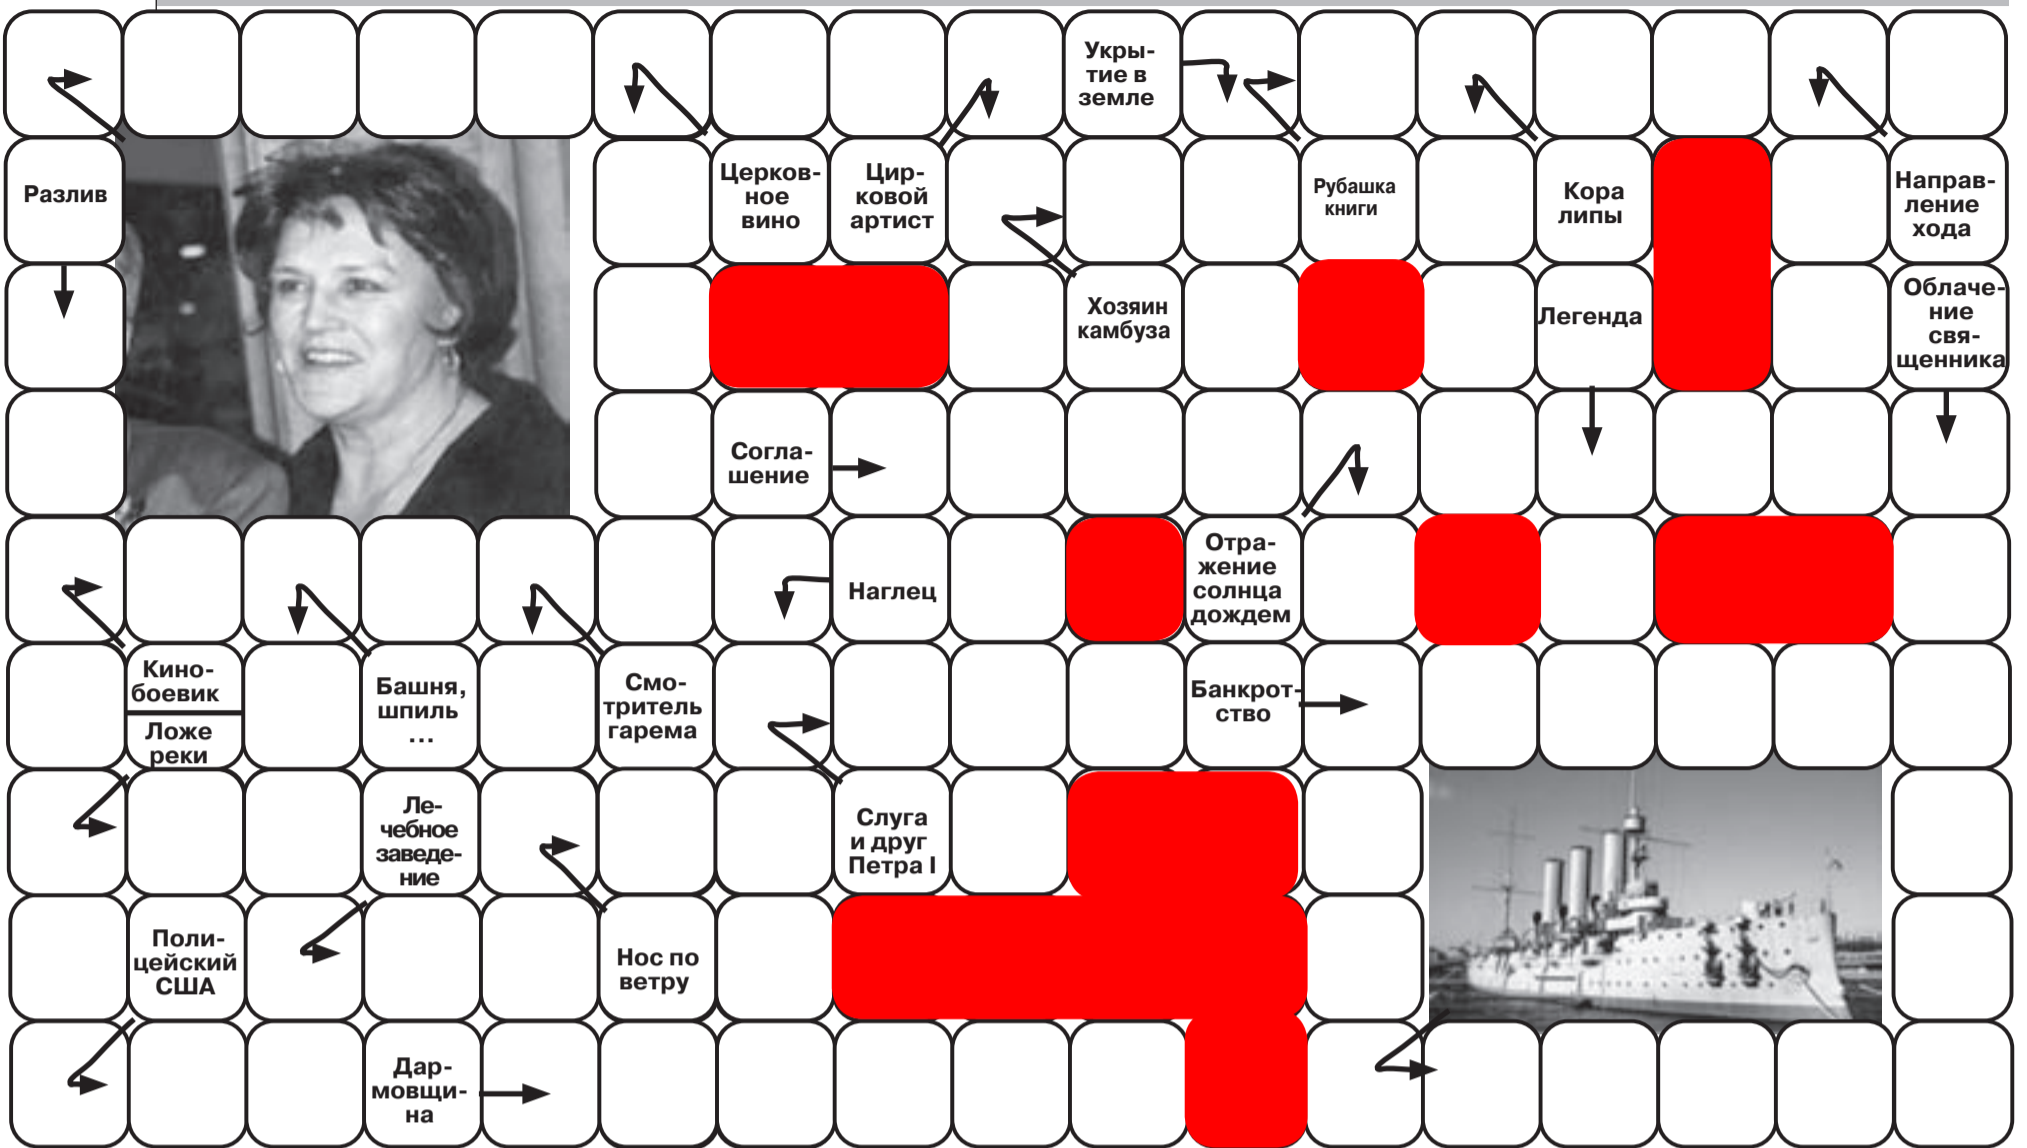 Укры-
тие в
земле
Разлив
Церков-
ное
вино
Цир-
ковой
артист
Рубашка
книги
Кора
липы
Направ-
ление
хода
Хозяин
камбуза
Легенда
Облаче-
ние
свя-
щенника
Согла-
шение
Наглец
Отра-
жение
солнца
дождем
Кино-
боевик
Ложе
реки
Башня,
шпиль
...
Смо-
тритель
гарема
Банкрот-
ство
Ле-
чебное
заведе-
ние
Слуга
и друг
Петра I
Поли-
цейский
США
Нос по
ветру
Дар-
мовщи-
на